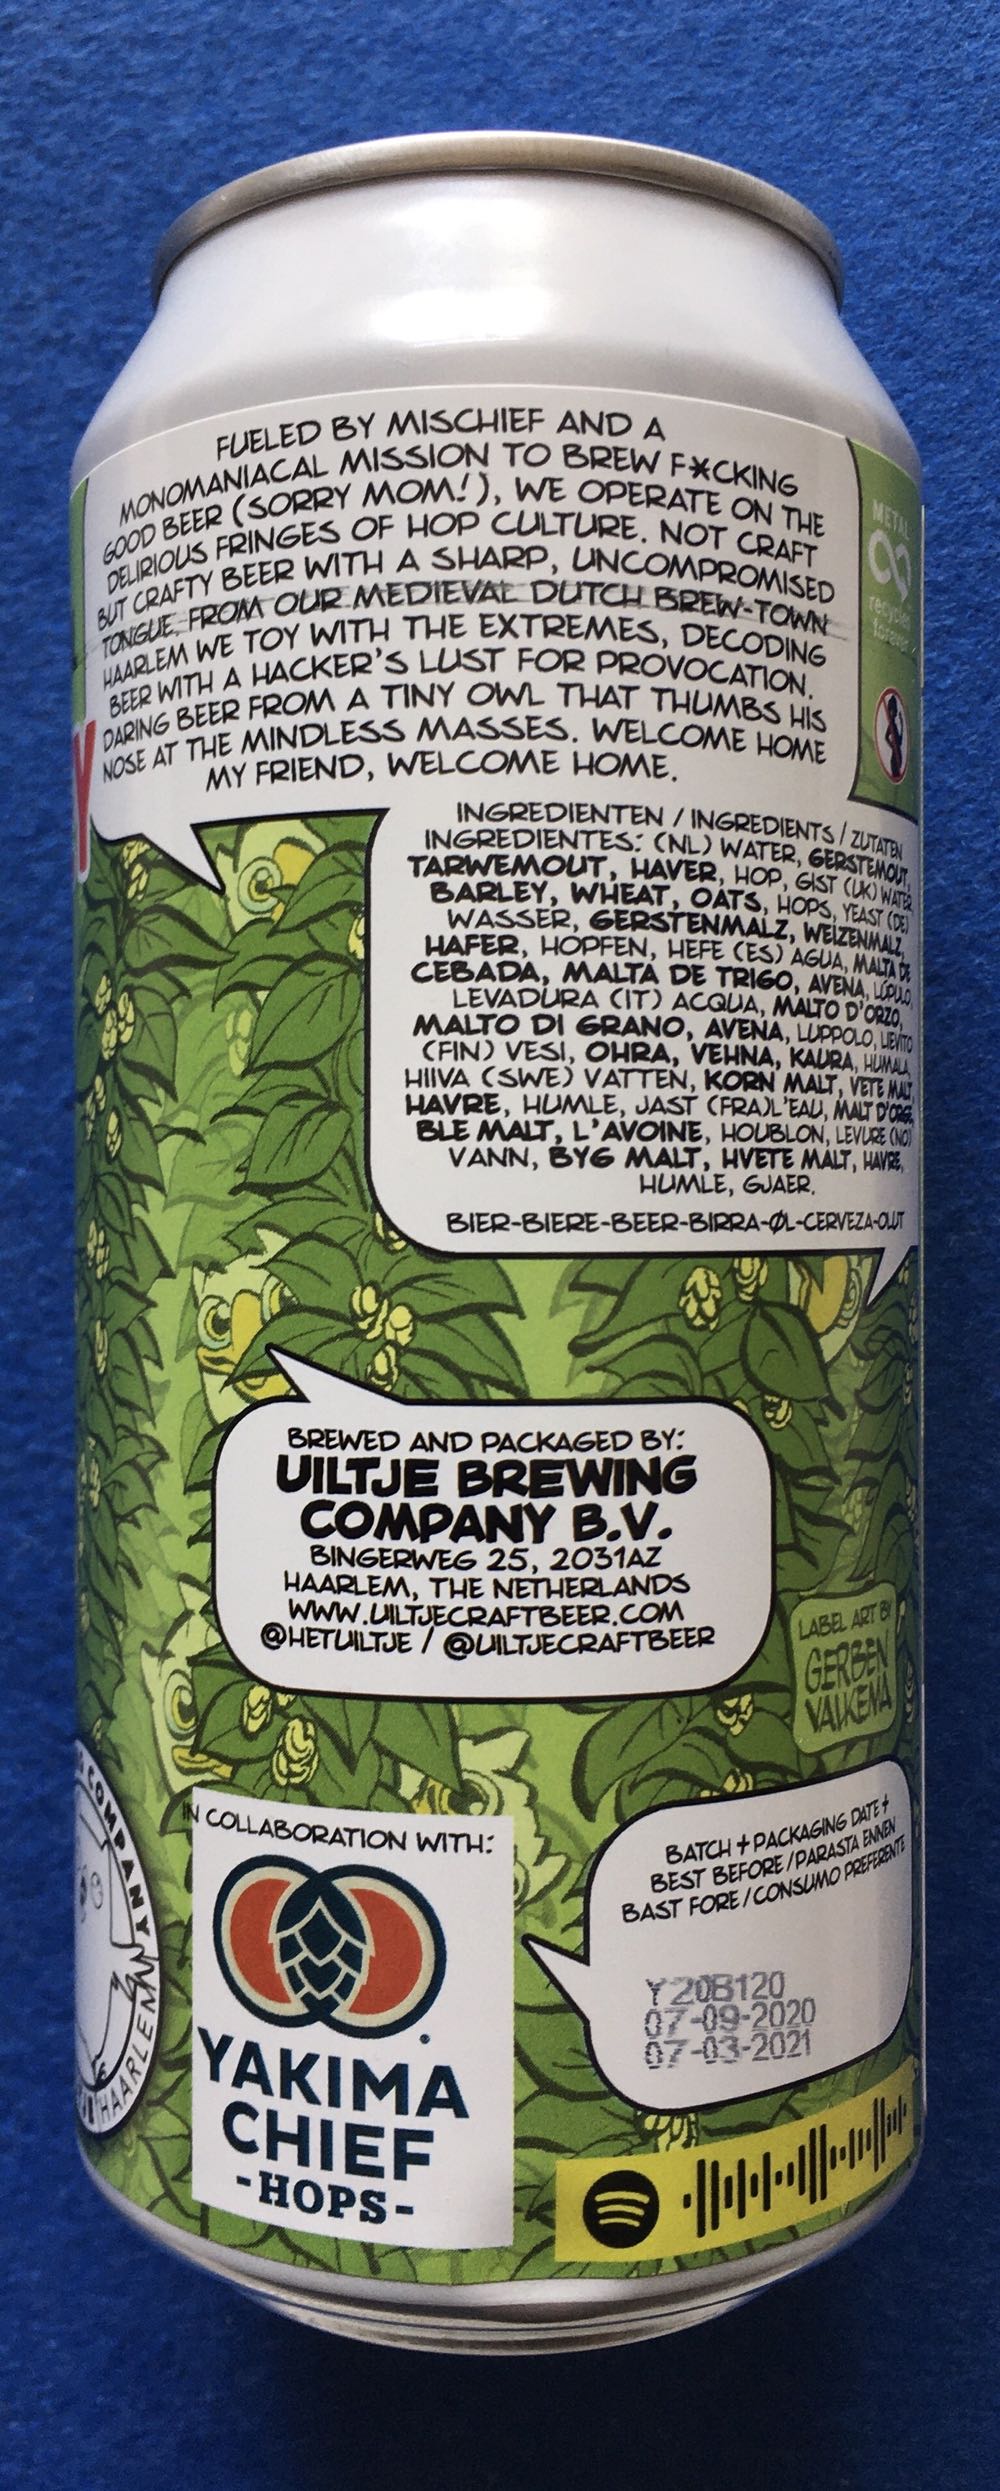 FUELED BY MISCHIEF AND A
MONOMANIACAL MISSION TO BREW F*CKING
GOOD BEER (SORRY MOM!), WE OPERATE ON THE
DELIRIOUS FRINGES OF HOP CULTURE. NOT CRAFT
BUT CRAFTY BEER WITH A SHARP, UNCOMPROMISED
TONGUE. FROM OUR MEDIEVAL DUTCH BREW-TOWN
HAARLEM WE TOY WITH THE EXTREMES, DECODING
BEER WITH A HACKER'S LUST FOR PROVOCATION.
DARING BEER FROM A TINY OWL THAT THUMBS HIS
NOSE AT THE MINDLESS MASSES. WELCOME HOME
MY FRIEND, WELCOME HOME.
METAL
recycles
forever
Y
INGREDIENTEN / INGREDIENTS / ZUTATEN
INGREDIENTES: (NL) WATER, GERSTEMOUT,
TARWEMOUT, HAVER, HOP, GIST (UK) WATER
BARLEY, WHEAT, OATS, HOPS, YEAST (DE)
WASSER, GERSTENMALZ, WEIZENMALZ,
HAFER, HOPFEN, HEFE (ES) AGUA, MALTA DE
CEBADA, MALTA DE TRIGO, AVENA, LÚPULO,
LEVADURA (IT) ACQUA, MALTO D'ORZO,
MALTO DI GRANO, AVENA, LUPPOLO, LIEVITO
(FIN) VESI, OHRA, VEHNA, KAURA, HUMALA,
HIIVA (SWE) VATTEN, KORN MALT, VETE MALT,
HAVRE, HUMLE, JAST (FRA)L'EAU, MALT D'ORGE,
BLE MALT, L'AVOINE, HOUBLON, LEVURE (NO)
VANN, BYG MALT, HVETE MALT, HAVRE,
HUMLE, GJAER.
BIER-BIERE-BEER-BIRRA-ØL-CERVEZA-OLUT
BREWED AND PACKAGED BY:
UILTJE BREWING
COMPANY B.V.
BINGERWEG 25, 2031AZ
HAARLEM, THE NETHERLANDS
WWW.UILTJECRAFTBEER.COM
@HETUILTJE / @UILTJECRAFTBEER
LABEL ART BY
GERBEN
VALKEMA
COMPANY
HAARLEM
IN COLLABORATION WITH:
YAKIMA
CHIEF
-HOPS-
BATCH + PACKAGING DATE +
BEST BEFORE/PARASTA ENNEN
BAST FORE/CONSUMO PREFERENTE
Y20B120
07-09-2020
07-03-2021